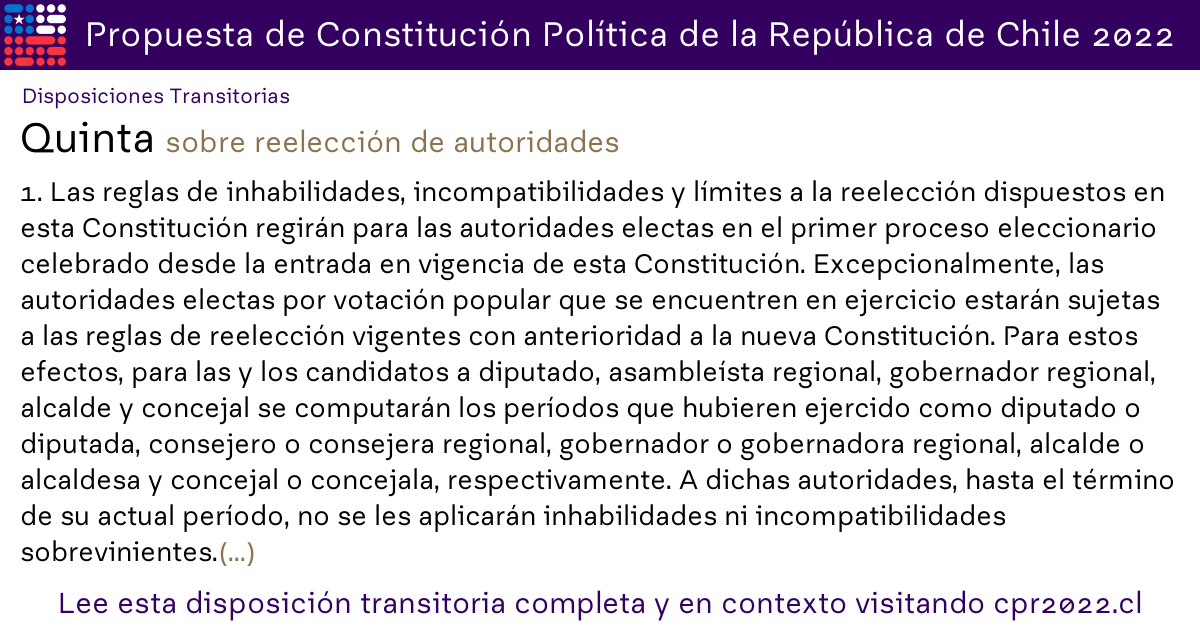 Propuesta de Constitución Política de la República de Chile 2022
Disposiciones Transitorias
Quinta sobre reelección de autoridades
1. Las reglas de inhabilidades, incompatibilidades y límites a la reelección dispuestos en
esta Constitución regirán para las autoridades electas en el primer proceso eleccionario
celebrado desde la entrada en vigencia de esta Constitución. Excepcionalmente, las
autoridades electas por votación popular que se encuentren en ejercicio estarán sujetas
a las reglas de reelección vigentes con anterioridad a la nueva Constitución. Para estos
efectos, para las y los candidatos a diputado, asambleísta regional, gobernador regional,
alcalde y concejal se computarán los períodos que hubieren ejercido como diputado o
diputada, consejero o consejera regional, gobernador o gobernadora regional, alcalde o
alcaldesa y concejal o concejala, respectivamente. A dichas autoridades, hasta el término
de su actual período, no se les aplicarán inhabilidades ni incompatibilidades
sobrevinientes.(...)
Lee esta disposición transitoria completa y en contexto visitando cpr2022.cl